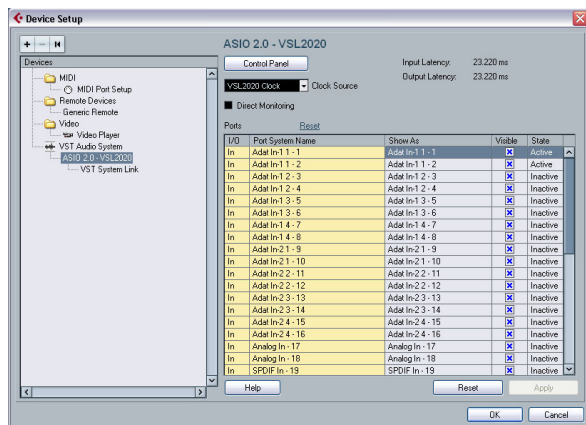 Device Setup
ASIO 2.0 - VSL2020
Devices
MIDI
MIDI Port Setup
Remote Devices
Generic Remote
Video
Video Player
VST Audio System
ASIO 2.0 - VSL2020
VST System Link
Control Panel
Input Latency: 23.220 ms
Output Latency: 23.220 ms
VSL2020 Clock Clock Source
Direct Monitoring
Ports Reset
I/O Port System Name Show As Visible State
In Adat In-1 1 - 1 Adat In-1 1 - 1 Active
In Adat In-1 1 - 2 Adat In-1 1 - 2 Active
In Adat In-1 2 - 3 Adat In-1 2 - 3 Inactive
In Adat In-1 2 - 4 Adat In-1 2 - 4 Inactive
In Adat In-1 3 - 5 Adat In-1 3 - 5 Inactive
In Adat In-1 3 - 6 Adat In-1 3 - 6 Inactive
In Adat In-1 4 - 7 Adat In-1 4 - 7 Inactive
In Adat In-1 4 - 8 Adat In-1 4 - 8 Inactive
In Adat In-2 1 - 9 Adat In-2 1 - 9 Inactive
In Adat In-2 1 - 10 Adat In-2 1 - 10 Inactive
In Adat In-2 2 - 11 Adat In-2 2 - 11 Inactive
In Adat In-2 2 - 12 Adat In-2 2 - 12 Inactive
In Adat In-2 3 - 13 Adat In-2 3 - 13 Inactive
In Adat In-2 3 - 14 Adat In-2 3 - 14 Inactive
In Adat In-2 4 - 15 Adat In-2 4 - 15 Inactive
In Adat In-2 4 - 16 Adat In-2 4 - 16 Inactive
In Analog In - 17 Analog In - 17 Inactive
In Analog In - 18 Analog In - 18 Inactive
In SPDIF In - 19 SPDIF In - 19 Inactive
Help Reset Apply
OK Cancel